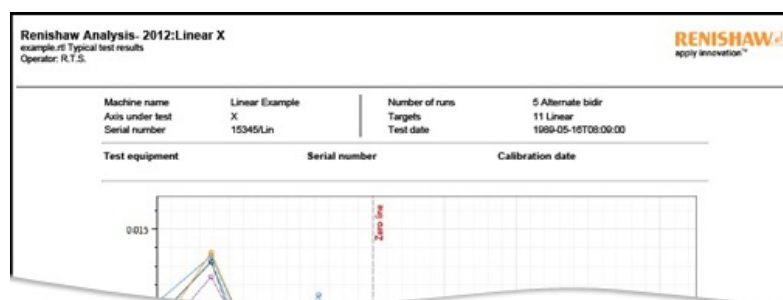 Renishaw Analysis- 2012:Linear X
example.rtl Typical test results
Operator: R.T.S.
RENISHAW
apply innovation™
Machine name Linear Example Number of runs 5 Alternate bidir
Axis under test X Targets 11 Linear
Serial number 15345/Lin Test date 1989-05-16T08:09:00
Test equipment Serial number Calibration date
0.015
Zero line